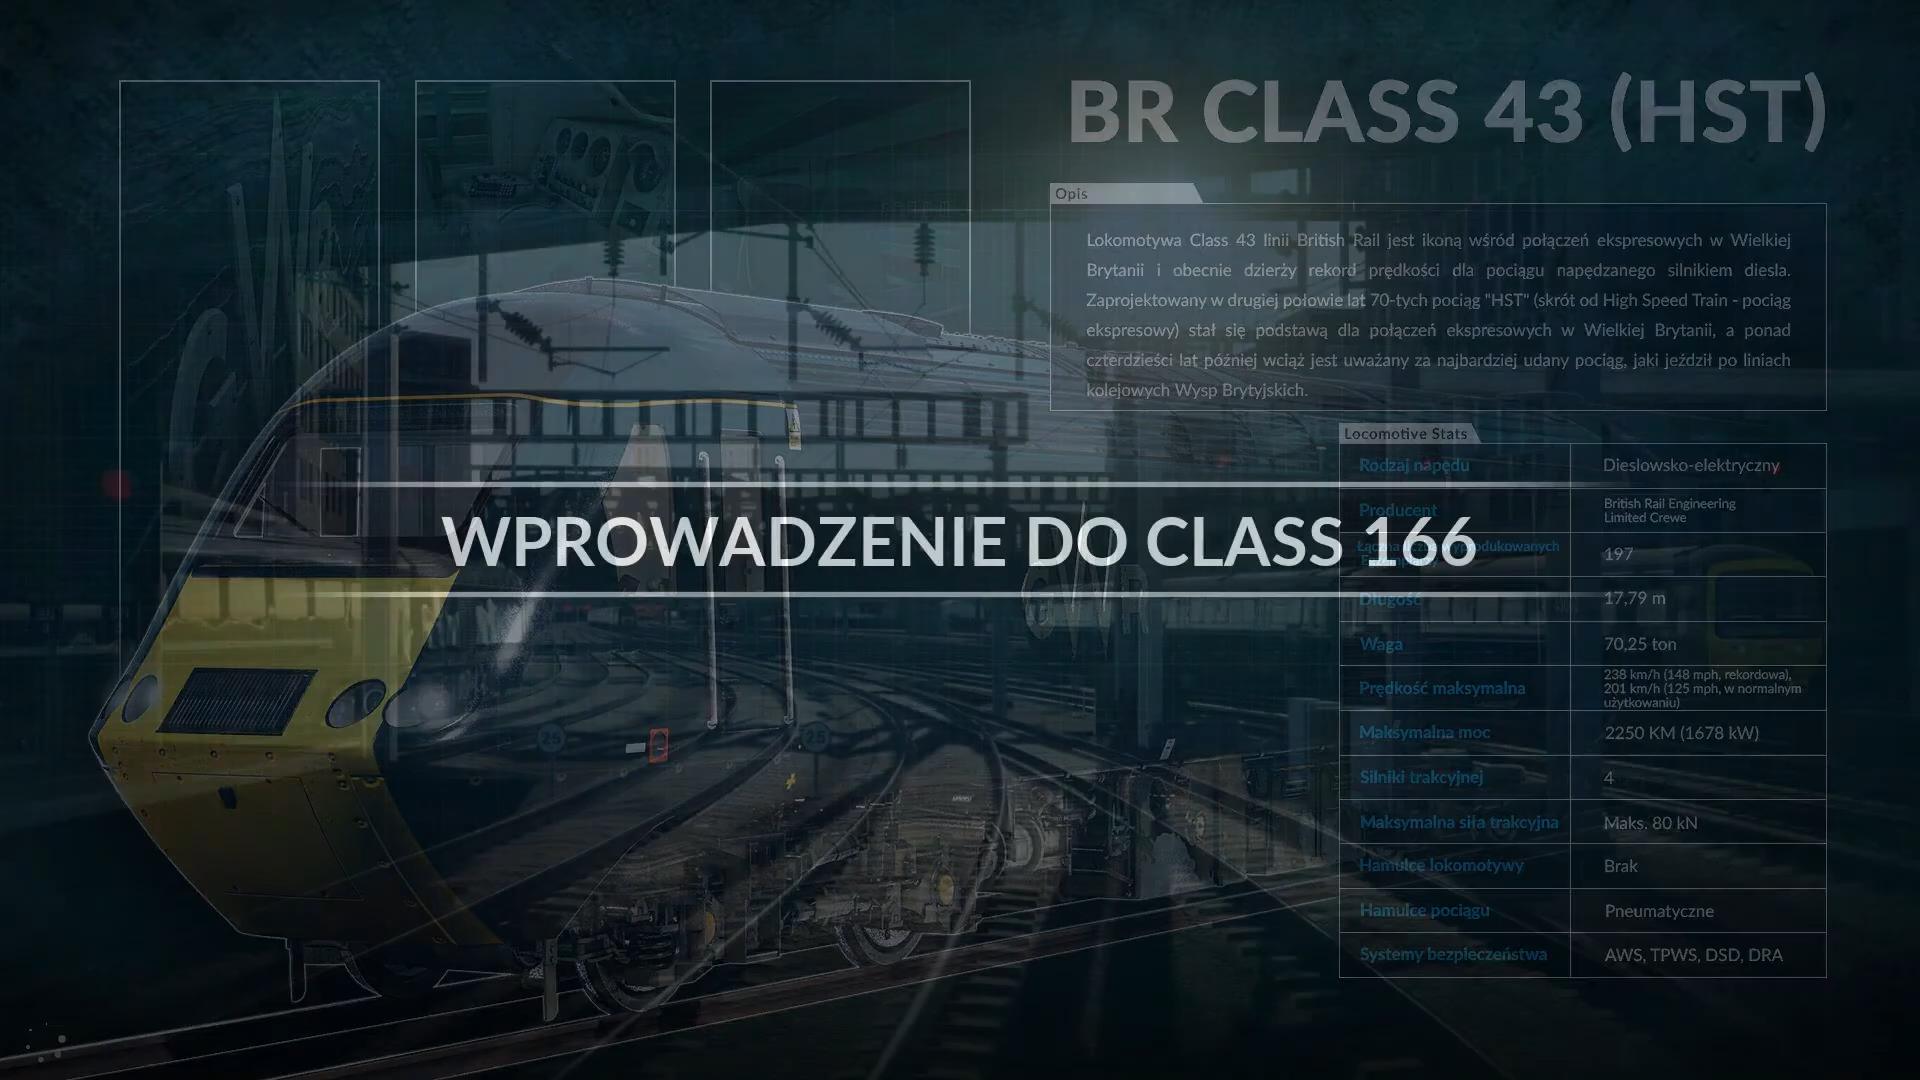 BR CLASS 43 (HST)
Opis
Lokomotywa Class 43 linii British Rail jest ikoną wśród połączeń ekspresowych w Wielkiej
Brytanii i obecnie dzierży rekord prędkości dla pociągu napędzanego silnikiem diesla.
Zaprojektowany w drugiej połowie lat 70-tych pociąg "HST" (skrót od High Speed Train - pociąg
ekspresowy) stał się podstawą dla połączeń ekspresowych w Wielkiej Brytanii, a ponad
czterdzieści lat później wciąż jest uważany za najbardziej udany pociąg, jaki jeździł po liniach
kolejowych Wysp Brytyjskich.
Locomotive Stats
Rodzaj napędu
Dieslowsko-elektryczny
Producent
British Rail Engineering
Limited Crewe
WPROWADZENIE DO CLASS 166
Łączna liczba wyprodukowanych
197
Długość
17,79 m
Waga
70,25 ton
Prędkość maksymalna
238 km/h (148 mph, rekordowa),
201 km/h (125 mph, w normalnym
użytkowaniu)
Maksymalna moc
2250 KM (1678 kW)
Silniki trakcyjnej
4
Maksymalna siła trakcyjna
Maks. 80 kN
Hamulce lokomotywy
Brak
Hamulce pociągu
Pneumatyczne
Systemy bezpieczeństwa
AWS, TPWS, DSD, DRA
GWR
25
25